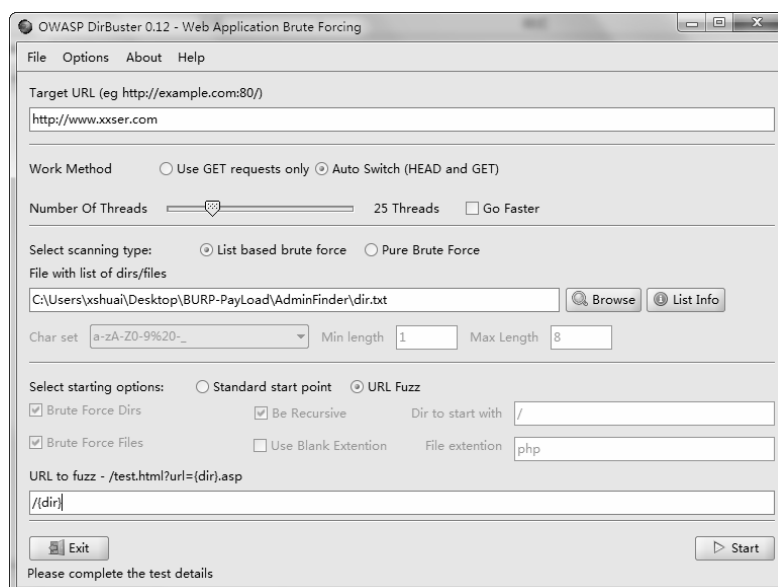 OWASP DirBuster 0.12 - Web Application Brute Forcing
File Options About Help
Target URL (eg http://example.com:80/)
http://www.xxser.com
Work Method Use GET requests only Auto Switch (HEAD and GET)
Number Of Threads 25 Threads Go Faster
Select scanning type: List based brute force Pure Brute Force
File with list of dirs/files
C:\Users\xshuai\Desktop\BURP-PayLoad\AdminFinder\dir.txt Browse List Info
Char set a-zA-Z0-9%20-_ Min length 1 Max Length 8
Select starting options: Standard start point URL Fuzz
Brute Force Dirs Be Recursive Dir to start with /
Brute Force Files Use Blank Extention File extention php
URL to fuzz - /test.html?url={dir}.asp
/{dir}
Exit Start
Please complete the test details